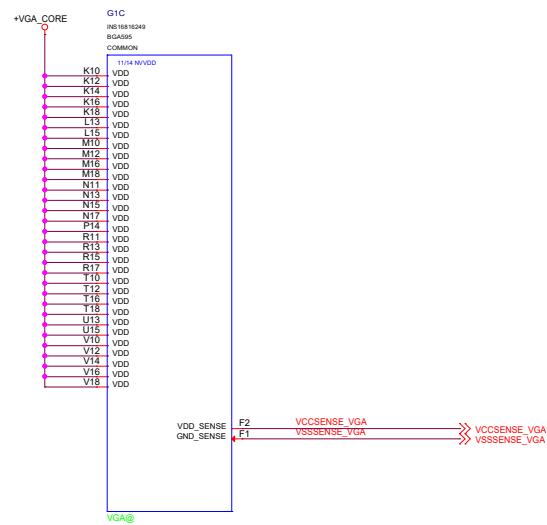 +VGA_CORE
G1C
INS16816249
BGA595
COMMON
11/14 NVVDD
K10 VDD
K12 VDD
K14 VDD
K16 VDD
K18 VDD
L13 VDD
L15 VDD
M10 VDD
M12 VDD
M16 VDD
M18 VDD
N11 VDD
N13 VDD
N15 VDD
N17 VDD
P14 VDD
R11 VDD
R13 VDD
R15 VDD
R17 VDD
T10 VDD
T12 VDD
T16 VDD
T18 VDD
U13 VDD
U15 VDD
V10 VDD
V12 VDD
V14 VDD
V16 VDD
V18 VDD
VDD_SENSE F2 VCCSENSE_VGA VCCSENSE_VGA
GND_SENSE F1 VSSSENSE_VGA VSSSENSE_VGA
VGA@